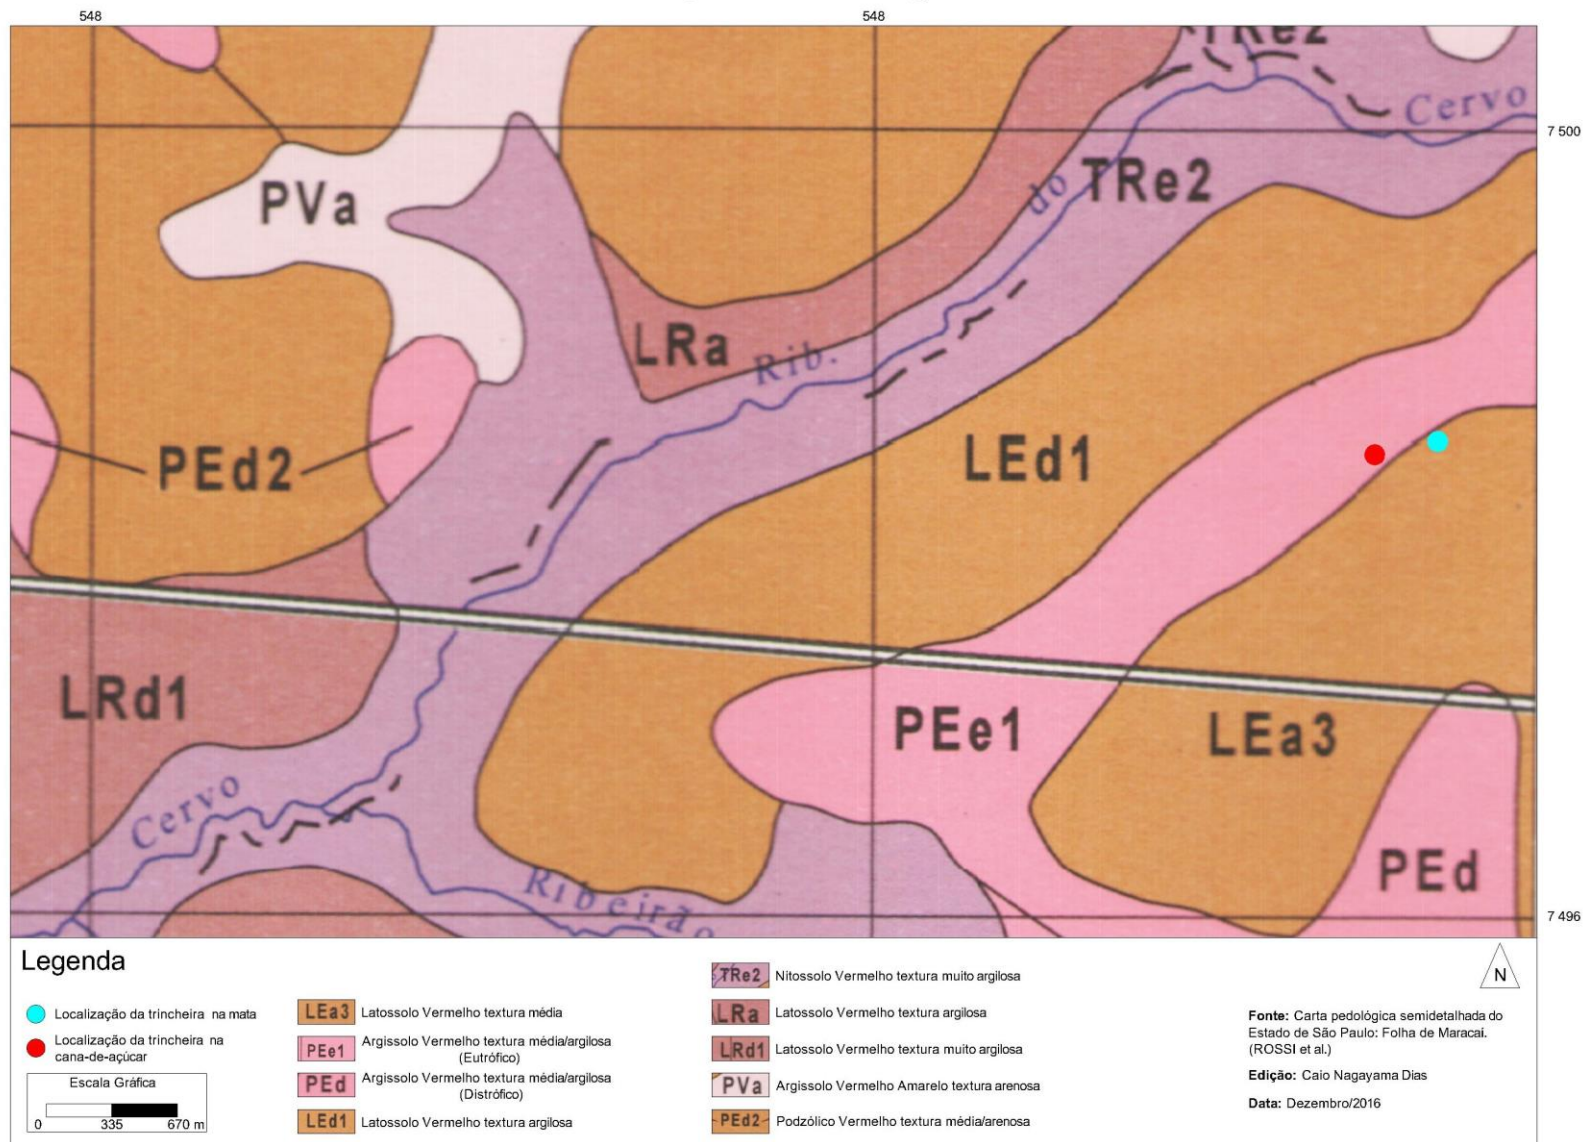 548
548
TRe2
Cervo
7 500
PVa
do
TRe2
LRa
Rib.
PEd2
LEd1
LRd1
PEe1
LEa3
Cervo
PEd
Ribeirão
7 496
Legenda
Localização da trincheira na mata
Localização da trincheira na
cana-de-açúcar
Escala Gráfica
0 335 670 m
LEa3 Latossolo Vermelho textura média
PEe1 Argissolo Vermelho textura média/argilosa
(Eutrófico)
PEd Argissolo Vermelho textura média/argilosa
(Distrófico)
LEd1 Latossolo Vermelho textura argilosa
TRe2 Nitossolo Vermelho textura muito argilosa
LRa Latossolo Vermelho textura argilosa
LRd1 Latossolo Vermelho textura muito argilosa
PVa Argissolo Vermelho Amarelo textura arenosa
PEd2 Podzólico Vermelho textura média/arenosa
N
Fonte: Carta pedológica semidetalhada do
Estado de São Paulo: Folha de Maracaí.
(ROSSI et al.)
Edição: Caio Nagayama Dias
Data: Dezembro/2016